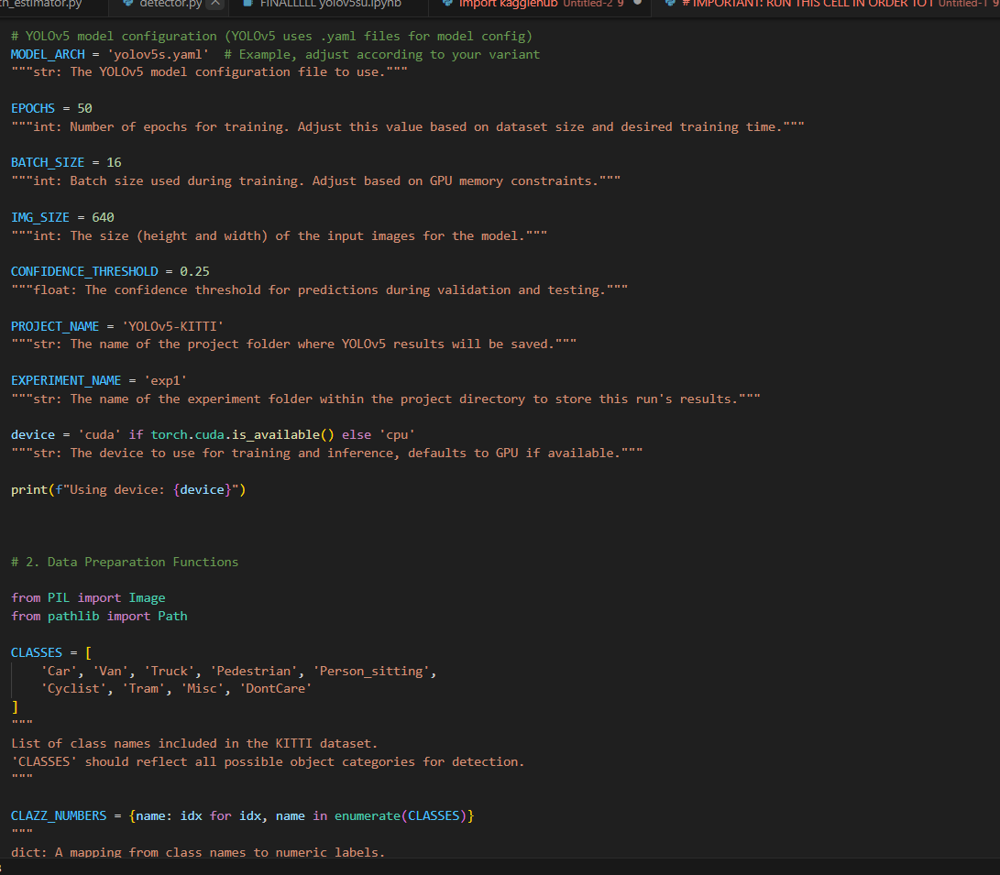 _estimator.py detector.py FINALLLLL yolov5su.ipynb import kagglehub Untitled-2 9 # IMPORTANT: RUN THIS CELL IN ORDER TO I Untitled-1 9
# YOLOv5 model configuration (YOLOv5 uses .yaml files for model config)
MODEL_ARCH = 'yolov5s.yaml'  # Example, adjust according to your variant
"""str: The YOLOv5 model configuration file to use."""
EPOCHS = 50
"""int: Number of epochs for training. Adjust this value based on dataset size and desired training time."""
BATCH_SIZE = 16
"""int: Batch size used during training. Adjust based on GPU memory constraints."""
IMG_SIZE = 640
"""int: The size (height and width) of the input images for the model."""
CONFIDENCE_THRESHOLD = 0.25
"""float: The confidence threshold for predictions during validation and testing."""
PROJECT_NAME = 'YOLOv5-KITTI'
"""str: The name of the project folder where YOLOv5 results will be saved."""
EXPERIMENT_NAME = 'exp1'
"""str: The name of the experiment folder within the project directory to store this run's results."""
device = 'cuda' if torch.cuda.is_available() else 'cpu'
"""str: The device to use for training and inference, defaults to GPU if available."""
print(f"Using device: {device}")
# 2. Data Preparation Functions
from PIL import Image
from pathlib import Path
CLASSES = [
    'Car', 'Van', 'Truck', 'Pedestrian', 'Person_sitting',
    'Cyclist', 'Tram', 'Misc', 'DontCare'
]
"""
List of class names included in the KITTI dataset.
'CLASSES' should reflect all possible object categories for detection.
"""
CLAZZ_NUMBERS = {name: idx for idx, name in enumerate(CLASSES)}
"""
dict: A mapping from class names to numeric labels.